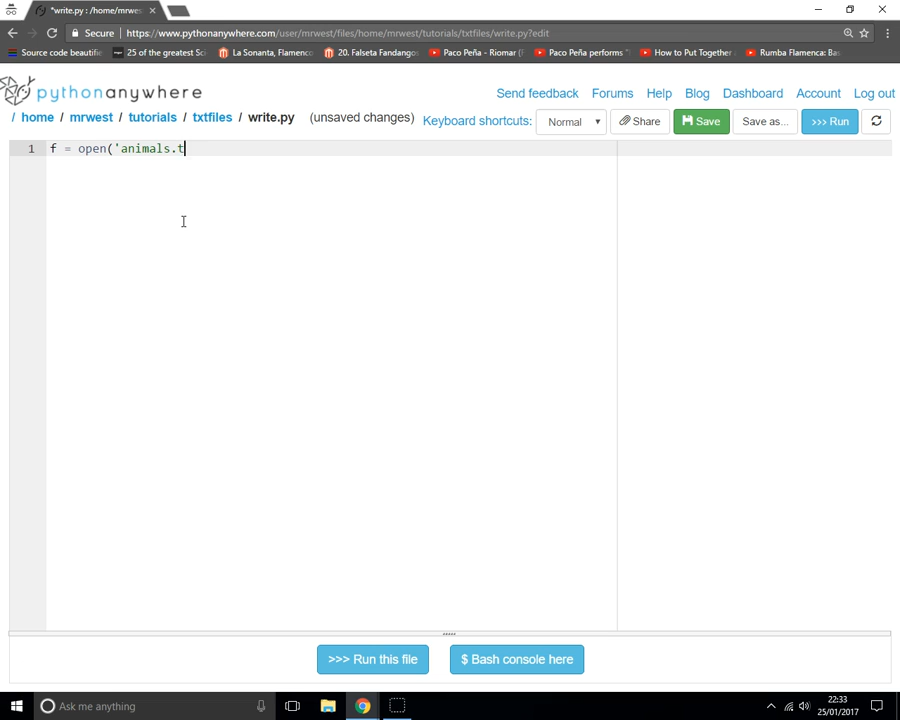 *write.py : /home/mrwes
Secure
https://www.pythonanywhere.com/user/mrwest/files/home/mrwest/tutorials/txtfiles/write.py?edit
Source code beautifie
25 of the greatest Sc
La Sonanta, Flamenco
20. Falseta Fandangos
Paco Peña - Riomar (F
Paco Peña performs "
How to Put Together
Rumba Flamenca: Bas
pythonanywhere
Send feedback Forums Help Blog Dashboard Account Log out
/ home / mrwest / tutorials / txtfiles / write.py (unsaved changes) Keyboard shortcuts: Normal Share Save Save as... >>> Run
1 f = open('animals.t
>>> Run this file
$ Bash console here
Ask me anything
22:33
25/01/2017